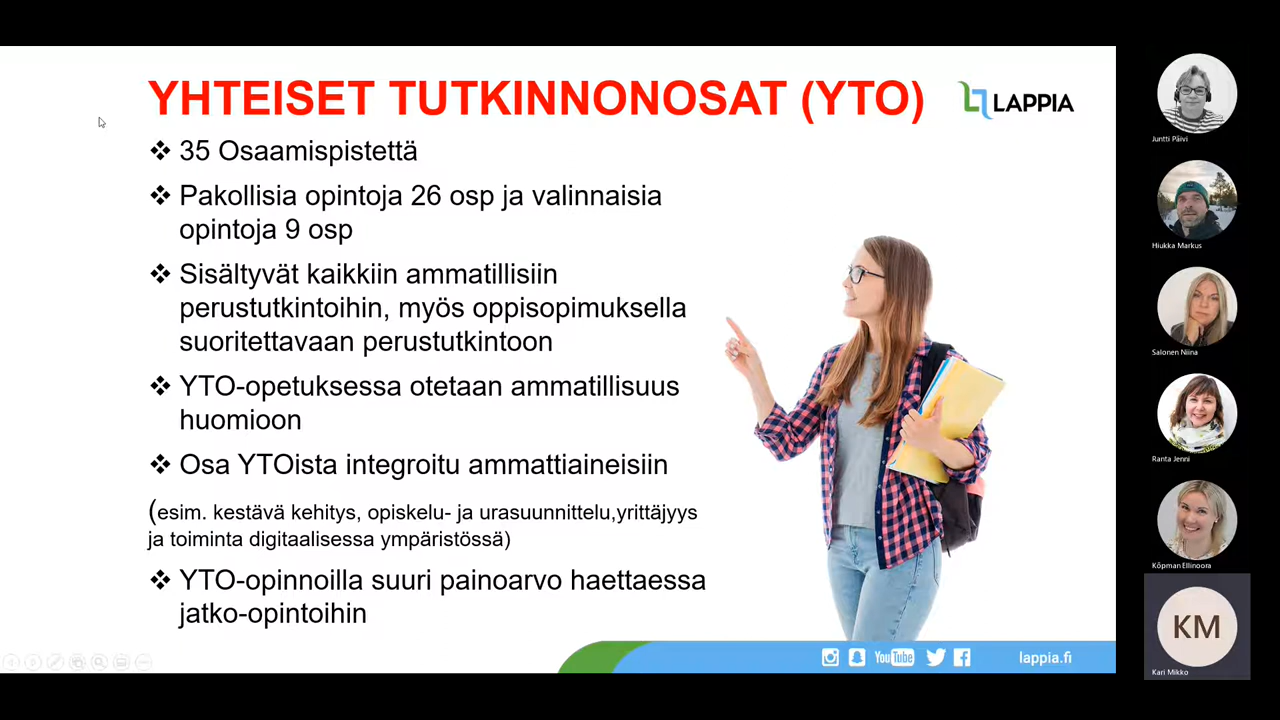 YHTEISET TUTKINNONOSAT (YTO)
LAPPIA
❖ 35 Osaamispistettä
❖ Pakollisia opintoja 26 osp ja valinnaisia
opintoja 9 osp
❖ Sisältyvät kaikkiin ammatillisiin
perustutkintoihin, myös oppisopimuksella
suoritettavaan perustutkintoon
❖ YTO-opetuksessa otetaan ammatillisuus
huomioon
❖ Osa YTOista integroitu ammattiaineisiin
(esim. kestävä kehitys, opiskelu- ja urasuunnittelu,yrittäjyys
ja toiminta digitaalisessa ympäristössä)
❖ YTO-opinnoilla suuri painoarvo haettaessa
jatko-opintoihin
You Tube
lappia.fi
Juntti Päivi
Hiukka Markus
Salonen Niina
Ranta Jenni
Köpman Ellinoora
KM
Kari Mikko